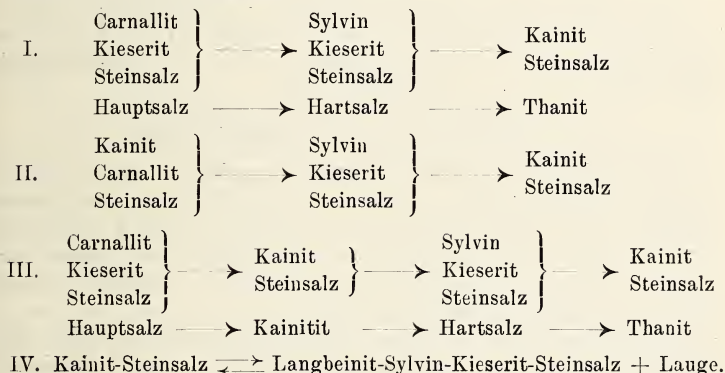 Carnallit Sylvin
I. Kieserit } → Kieserit } → Kainit
Steinsalz Steinsalz Steinsalz
Hauptsalz → Hartsalz → Thanit
Kainit Sylvin
II. Carnallit } → Kieserit } → Kainit
Steinsalz Steinsalz Steinsalz
Carnallit Sylvin
III. Kieserit } → Kainit } → Kieserit } → Kainit
Steinsalz Steinsalz Steinsalz Steinsalz
Hauptsalz → Kainitit → Hartsalz → Thanit
IV. Kainit-Steinsalz ⇄ Langbeinit-Sylvin-Kieserit-Steinsalz + Lauge.